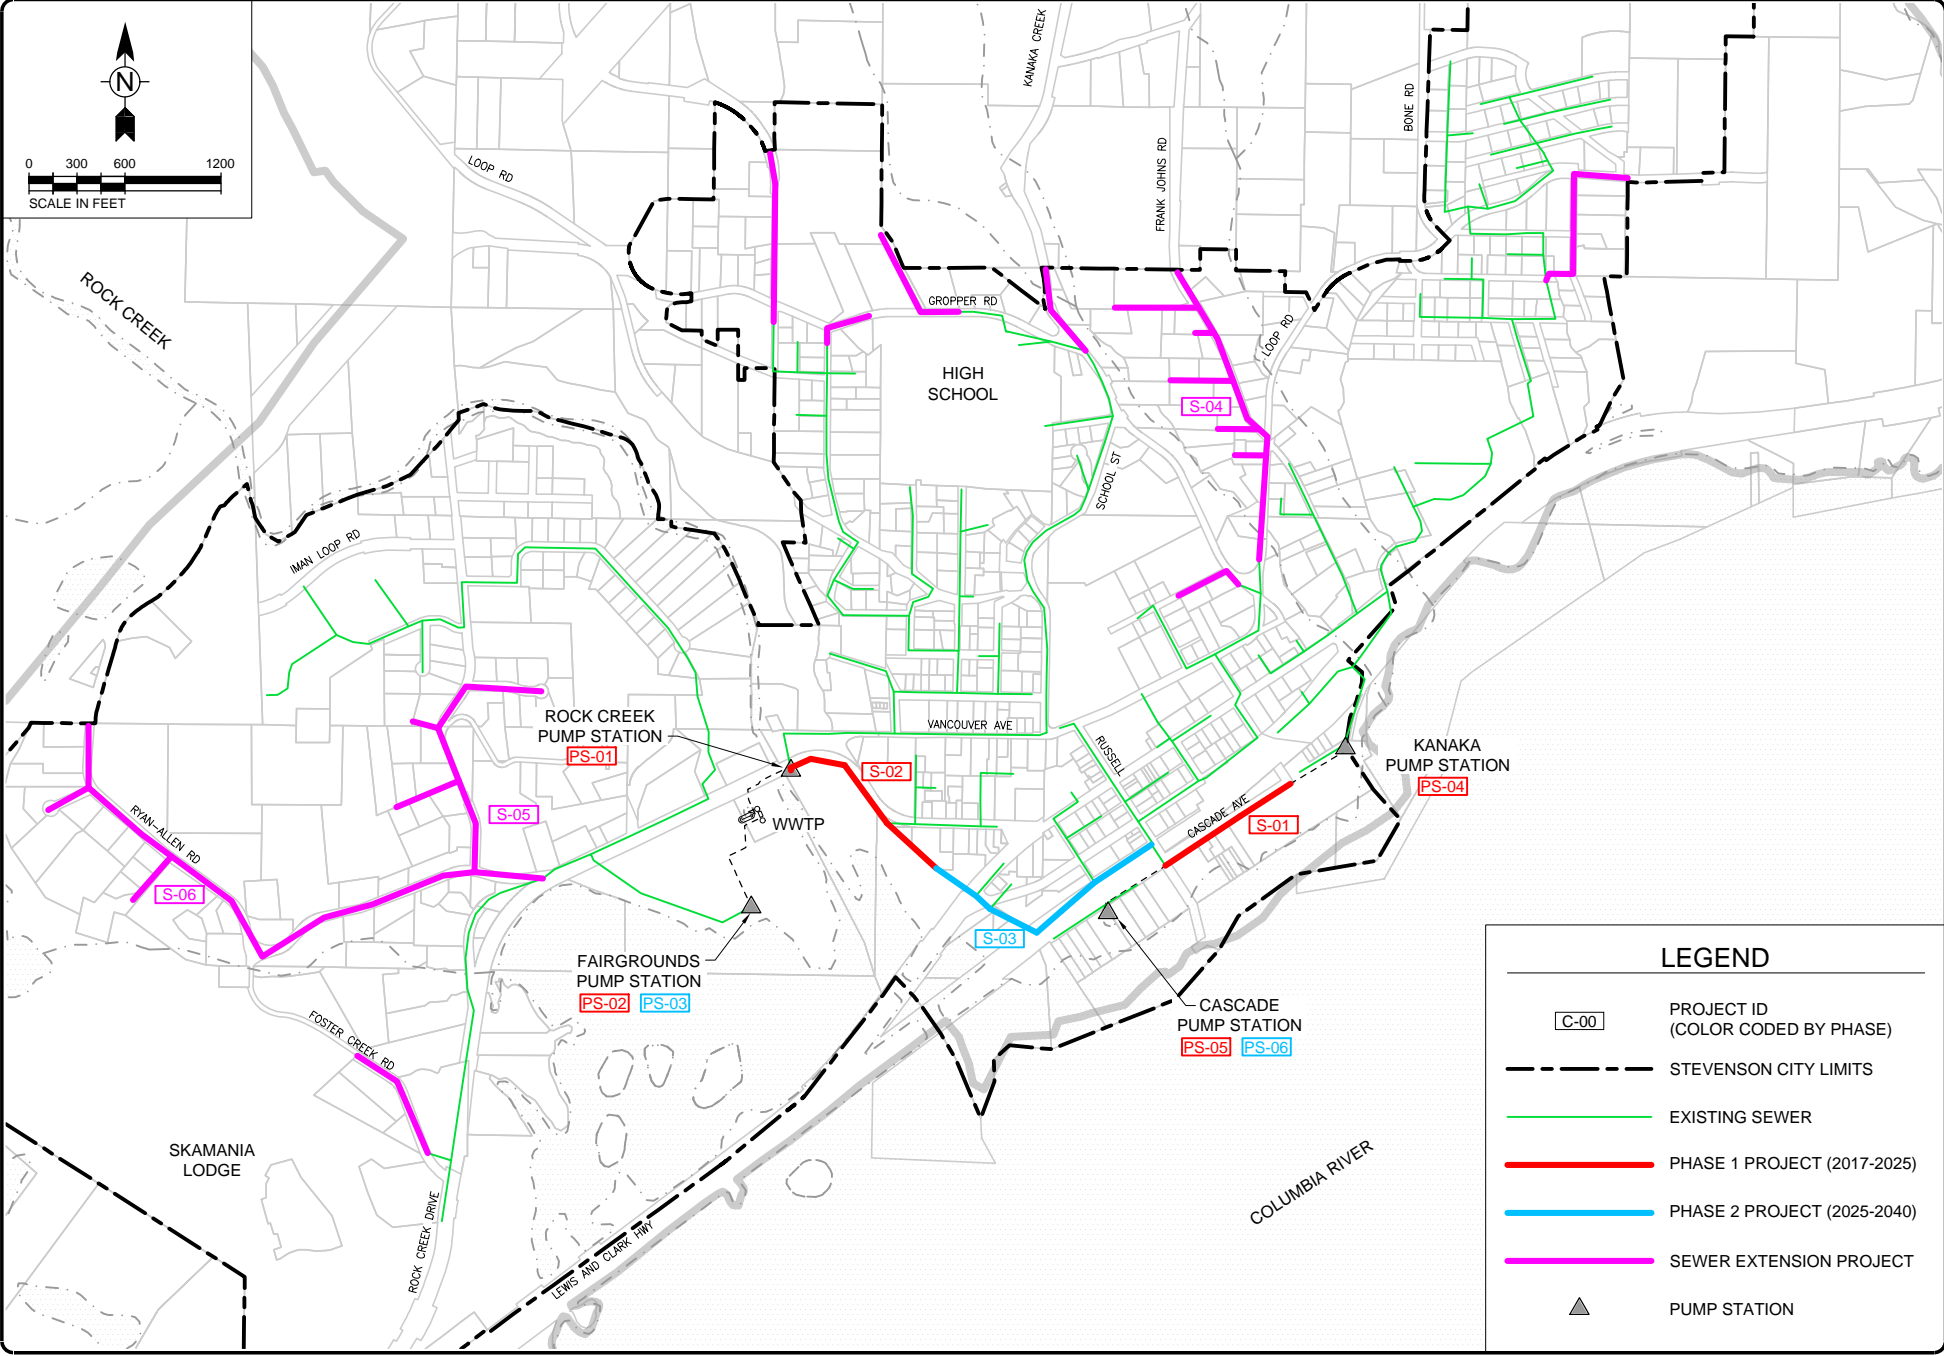 N
0 300 600 1200
SCALE IN FEET
ROCK CREEK
LOOP RD
KANAKA CREEK
FRANK JOHNS RD
BONE RD
GROPPER RD
LOOP RD
HIGH
SCHOOL
S-04
SCHOOL ST
IMAN LOOP RD
ROCK CREEK
PUMP STATION
PS-01
VANCOUVER AVE
RUSSELL
KANAKA
PUMP STATION
PS-04
S-02
S-05
WWTP
CASCADE AVE
S-01
RYAN-ALLEN RD
S-06
S-03
FAIRGROUNDS
PUMP STATION
PS-02 PS-03
CASCADE
PUMP STATION
PS-05 PS-06
FOSTER CREEK RD
SKAMANIA
LODGE
ROCK CREEK DRIVE
LEWIS AND CLARK HWY
COLUMBIA RIVER
LEGEND
C-00
PROJECT ID
(COLOR CODED BY PHASE)
STEVENSON CITY LIMITS
EXISTING SEWER
PHASE 1 PROJECT (2017-2025)
PHASE 2 PROJECT (2025-2040)
SEWER EXTENSION PROJECT
PUMP STATION